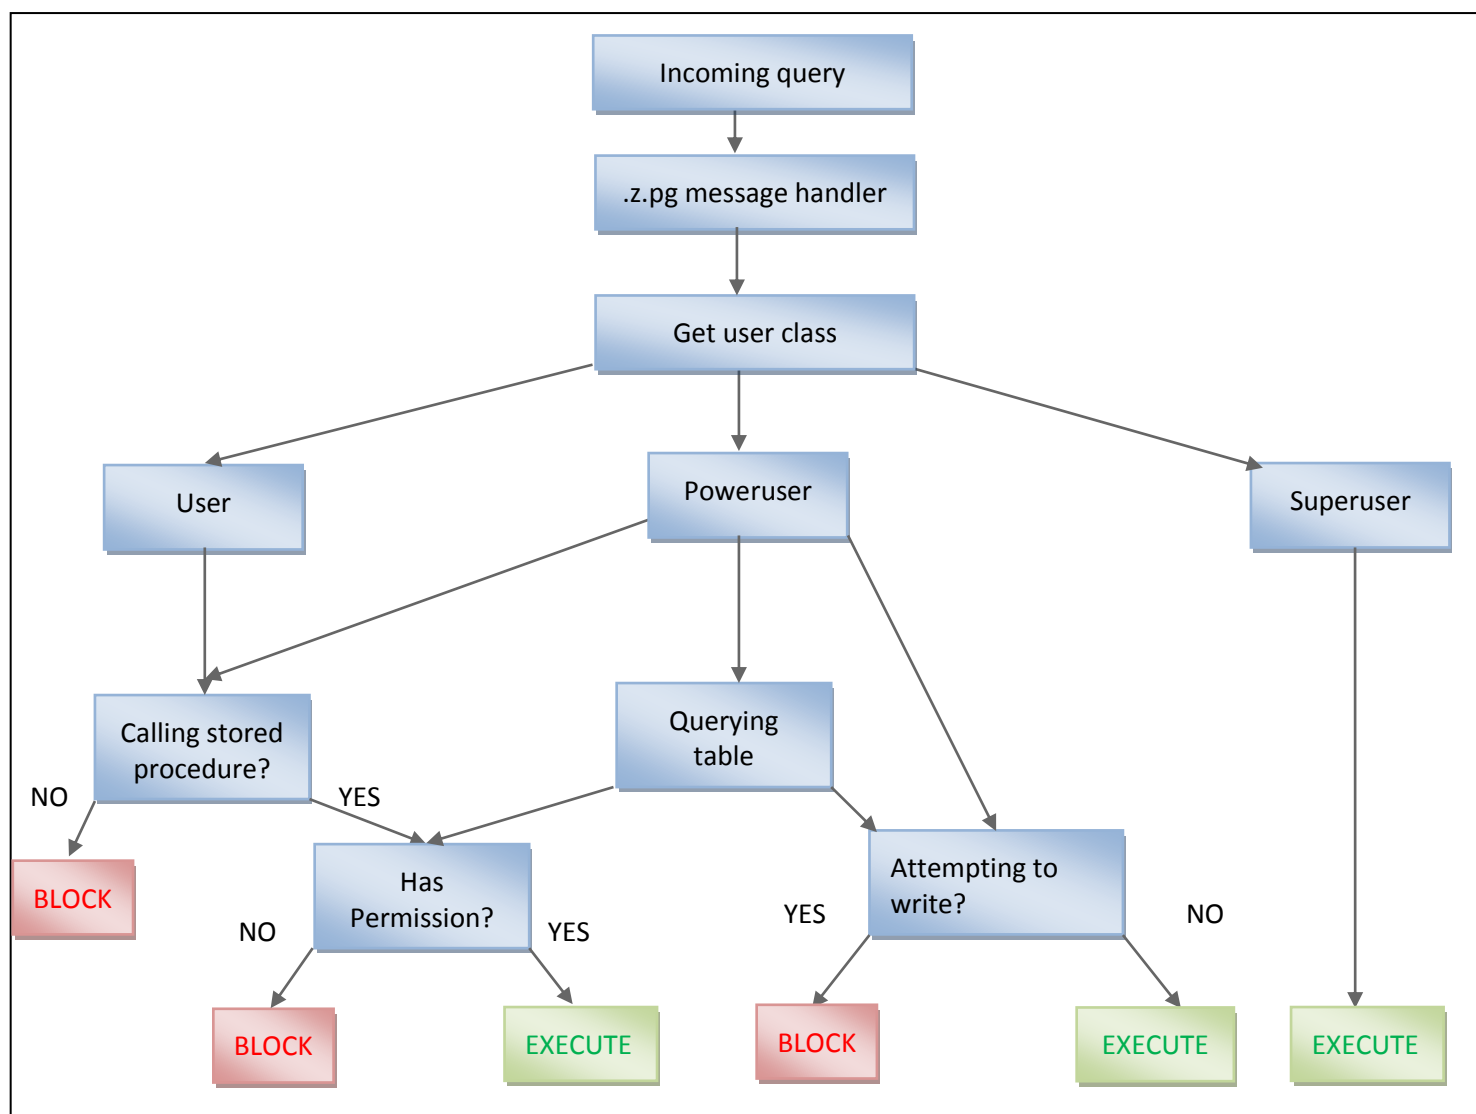 Incoming query
.z.pg message handler
Get user class
User
Poweruser
Superuser
Calling stored
procedure?
Querying
table
NO
YES
BLOCK
Has
Permission?
Attempting to
write?
NO
YES
YES
NO
BLOCK
EXECUTE
BLOCK
EXECUTE
EXECUTE